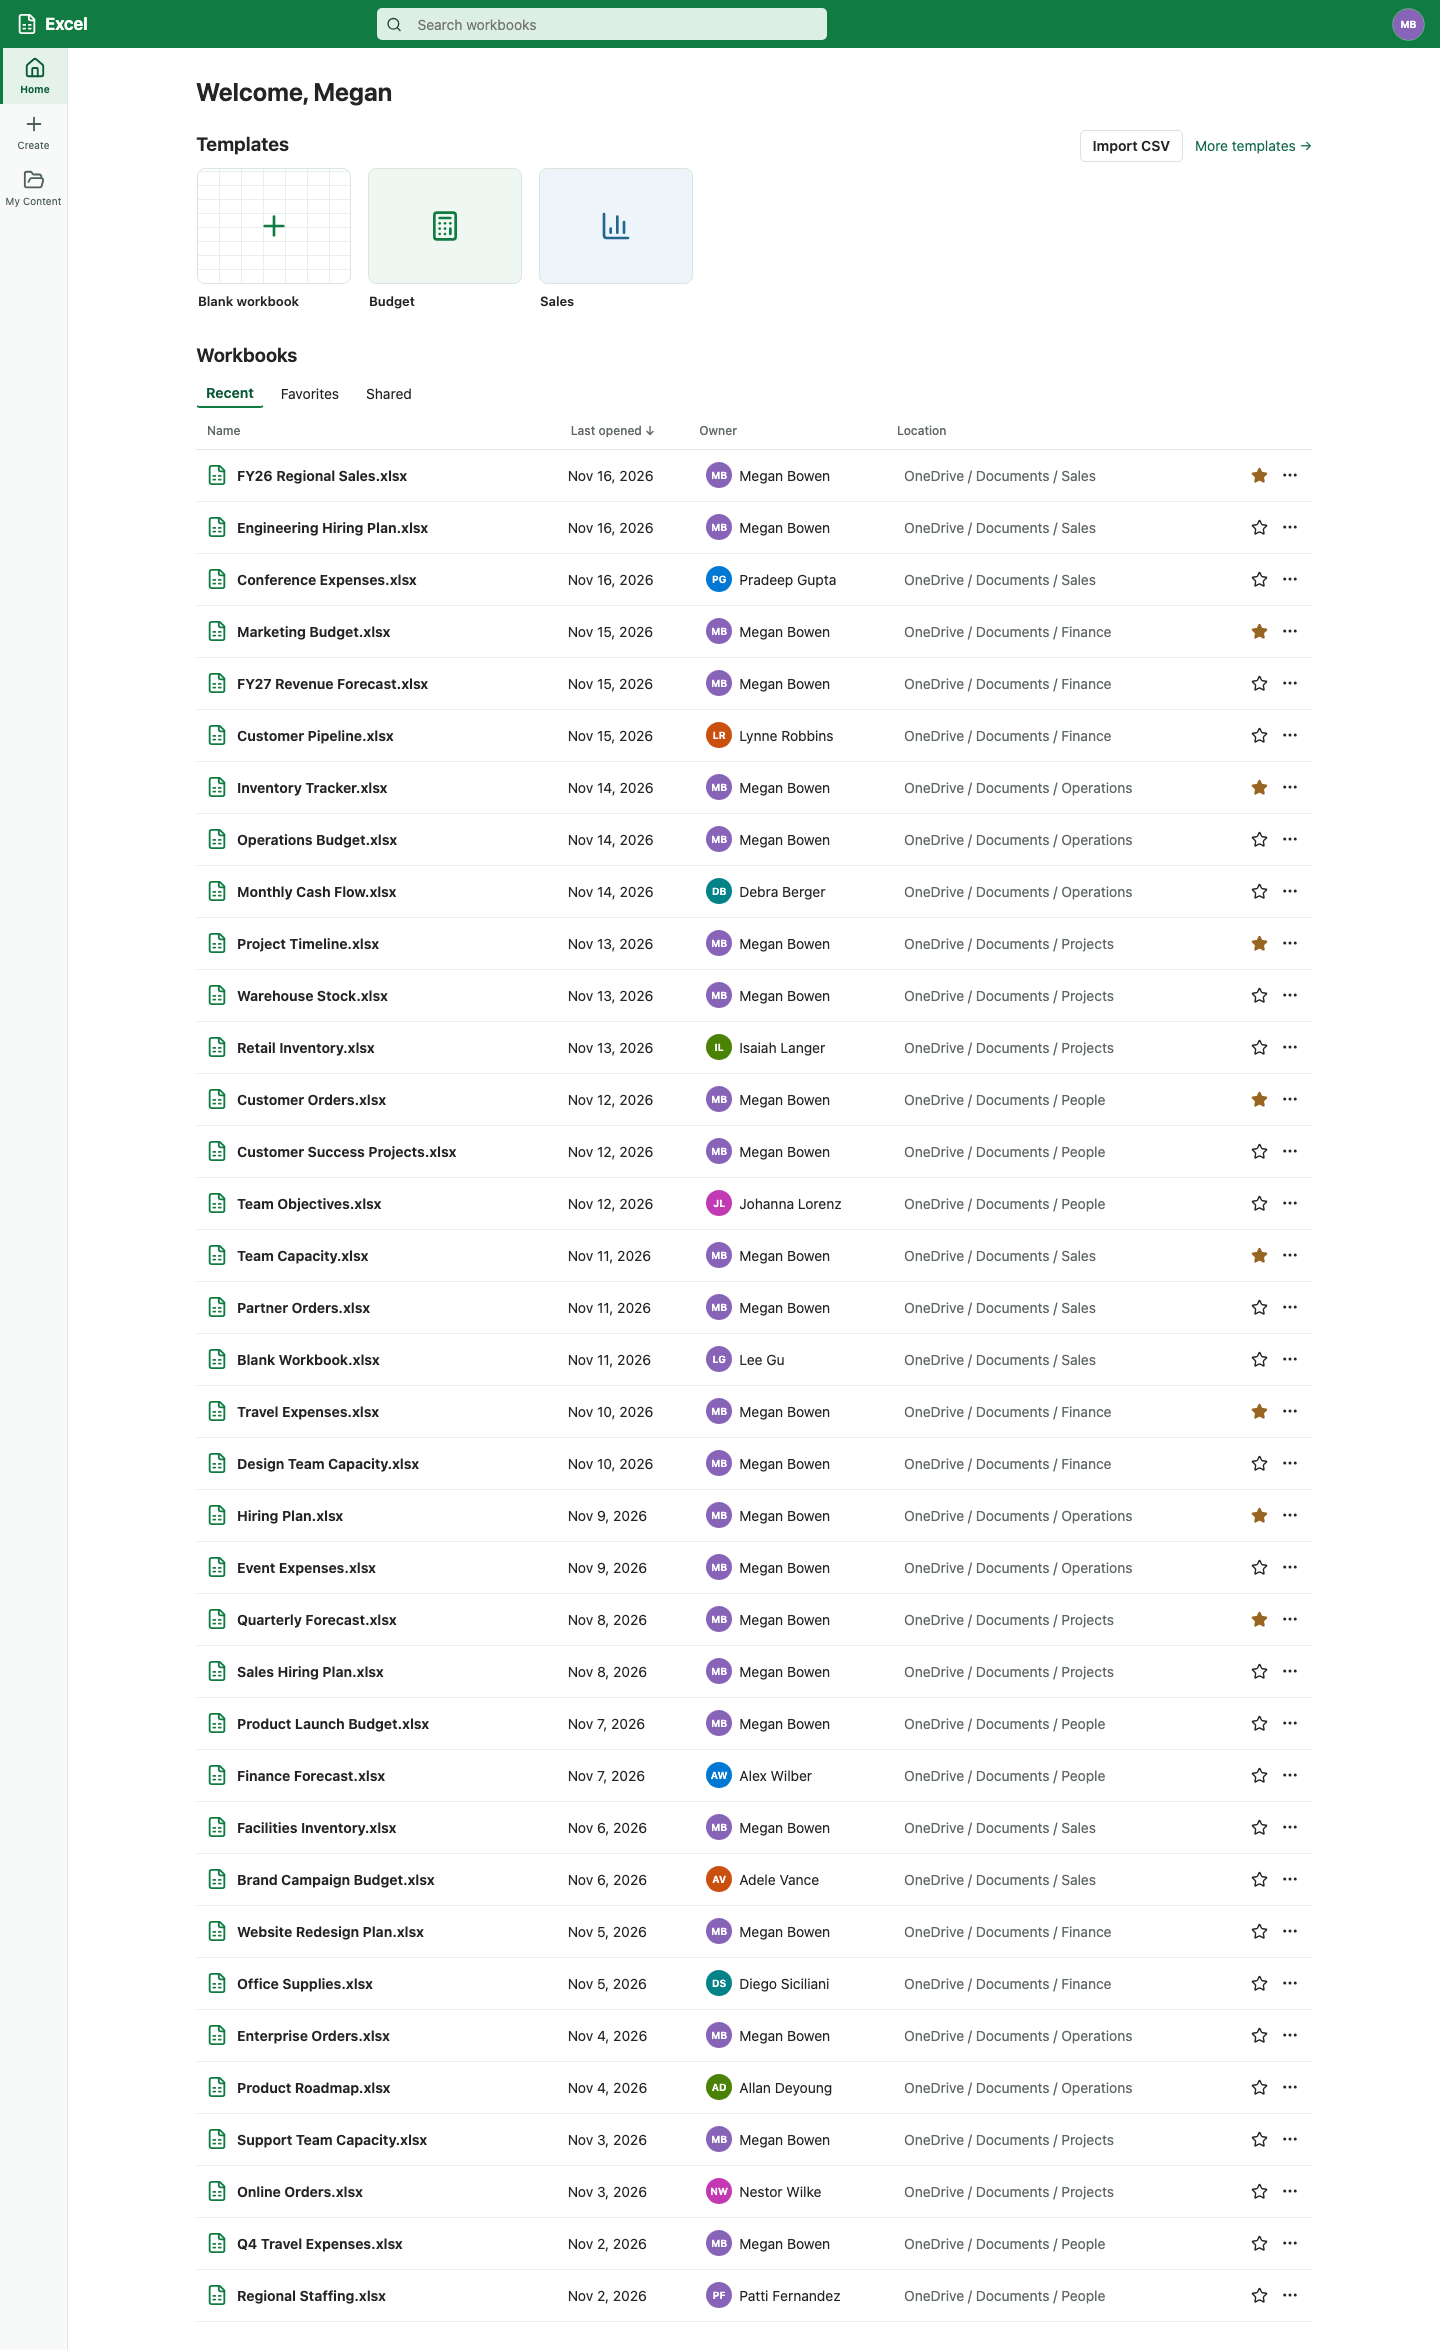 Excel
Search workbooks
MB
Home
Create
My Content
Welcome, Megan
Templates
Import CSV
More templates →
Blank workbook
Budget
Sales
Workbooks
Recent Favorites Shared
Name Last opened ↓ Owner Location
FY26 Regional Sales.xlsx Nov 16, 2026 MB Megan Bowen OneDrive / Documents / Sales
Engineering Hiring Plan.xlsx Nov 16, 2026 MB Megan Bowen OneDrive / Documents / Sales
Conference Expenses.xlsx Nov 16, 2026 PG Pradeep Gupta OneDrive / Documents / Sales
Marketing Budget.xlsx Nov 15, 2026 MB Megan Bowen OneDrive / Documents / Finance
FY27 Revenue Forecast.xlsx Nov 15, 2026 MB Megan Bowen OneDrive / Documents / Finance
Customer Pipeline.xlsx Nov 15, 2026 LR Lynne Robbins OneDrive / Documents / Finance
Inventory Tracker.xlsx Nov 14, 2026 MB Megan Bowen OneDrive / Documents / Operations
Operations Budget.xlsx Nov 14, 2026 MB Megan Bowen OneDrive / Documents / Operations
Monthly Cash Flow.xlsx Nov 14, 2026 DB Debra Berger OneDrive / Documents / Operations
Project Timeline.xlsx Nov 13, 2026 MB Megan Bowen OneDrive / Documents / Projects
Warehouse Stock.xlsx Nov 13, 2026 MB Megan Bowen OneDrive / Documents / Projects
Retail Inventory.xlsx Nov 13, 2026 IL Isaiah Langer OneDrive / Documents / Projects
Customer Orders.xlsx Nov 12, 2026 MB Megan Bowen OneDrive / Documents / People
Customer Success Projects.xlsx Nov 12, 2026 MB Megan Bowen OneDrive / Documents / People
Team Objectives.xlsx Nov 12, 2026 JL Johanna Lorenz OneDrive / Documents / People
Team Capacity.xlsx Nov 11, 2026 MB Megan Bowen OneDrive / Documents / Sales
Partner Orders.xlsx Nov 11, 2026 MB Megan Bowen OneDrive / Documents / Sales
Blank Workbook.xlsx Nov 11, 2026 LG Lee Gu OneDrive / Documents / Sales
Travel Expenses.xlsx Nov 10, 2026 MB Megan Bowen OneDrive / Documents / Finance
Design Team Capacity.xlsx Nov 10, 2026 MB Megan Bowen OneDrive / Documents / Finance
Hiring Plan.xlsx Nov 9, 2026 MB Megan Bowen OneDrive / Documents / Operations
Event Expenses.xlsx Nov 9, 2026 MB Megan Bowen OneDrive / Documents / Operations
Quarterly Forecast.xlsx Nov 8, 2026 MB Megan Bowen OneDrive / Documents / Projects
Sales Hiring Plan.xlsx Nov 8, 2026 MB Megan Bowen OneDrive / Documents / Projects
Product Launch Budget.xlsx Nov 7, 2026 MB Megan Bowen OneDrive / Documents / People
Finance Forecast.xlsx Nov 7, 2026 AW Alex Wilber OneDrive / Documents / People
Facilities Inventory.xlsx Nov 6, 2026 MB Megan Bowen OneDrive / Documents / Sales
Brand Campaign Budget.xlsx Nov 6, 2026 AV Adele Vance OneDrive / Documents / Sales
Website Redesign Plan.xlsx Nov 5, 2026 MB Megan Bowen OneDrive / Documents / Finance
Office Supplies.xlsx Nov 5, 2026 DS Diego Siciliani OneDrive / Documents / Finance
Enterprise Orders.xlsx Nov 4, 2026 MB Megan Bowen OneDrive / Documents / Operations
Product Roadmap.xlsx Nov 4, 2026 AD Allan Deyoung OneDrive / Documents / Operations
Support Team Capacity.xlsx Nov 3, 2026 MB Megan Bowen OneDrive / Documents / Projects
Online Orders.xlsx Nov 3, 2026 NW Nestor Wilke OneDrive / Documents / Projects
Q4 Travel Expenses.xlsx Nov 2, 2026 MB Megan Bowen OneDrive / Documents / People
Regional Staffing.xlsx Nov 2, 2026 PF Patti Fernandez OneDrive / Documents / People